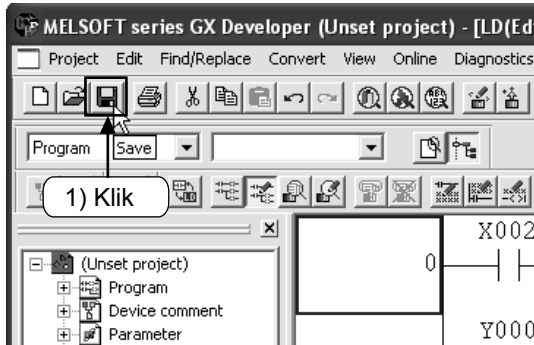 MELSOFT series GX Developer (Unset project) - [LD(Ed
Project Edit Find/Replace Convert View Online Diagnostics
Program Save
1) Klik
(Unset project)
Program
Device comment
Parameter
0
X002
Y000